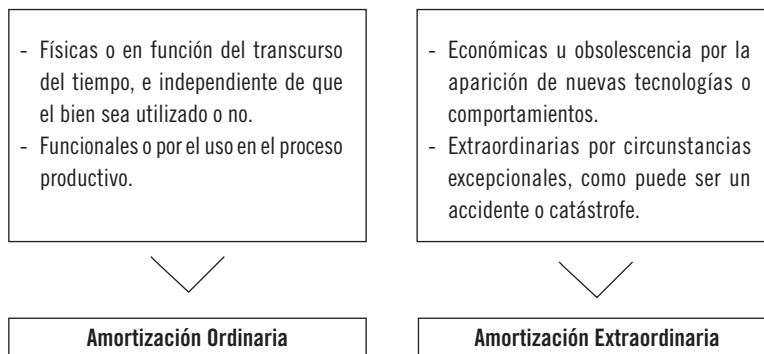 - Físicas o en función del transcurso
del tiempo, e independiente de que
el bien sea utilizado o no.
- Funcionales o por el uso en el proceso
productivo.
- Económicas u obsolescencia por la
aparición de nuevas tecnologías o
comportamientos.
- Extraordinarias por circunstancias
excepcionales, como puede ser un
accidente o catástrofe.
Amortización Ordinaria
Amortización Extraordinaria